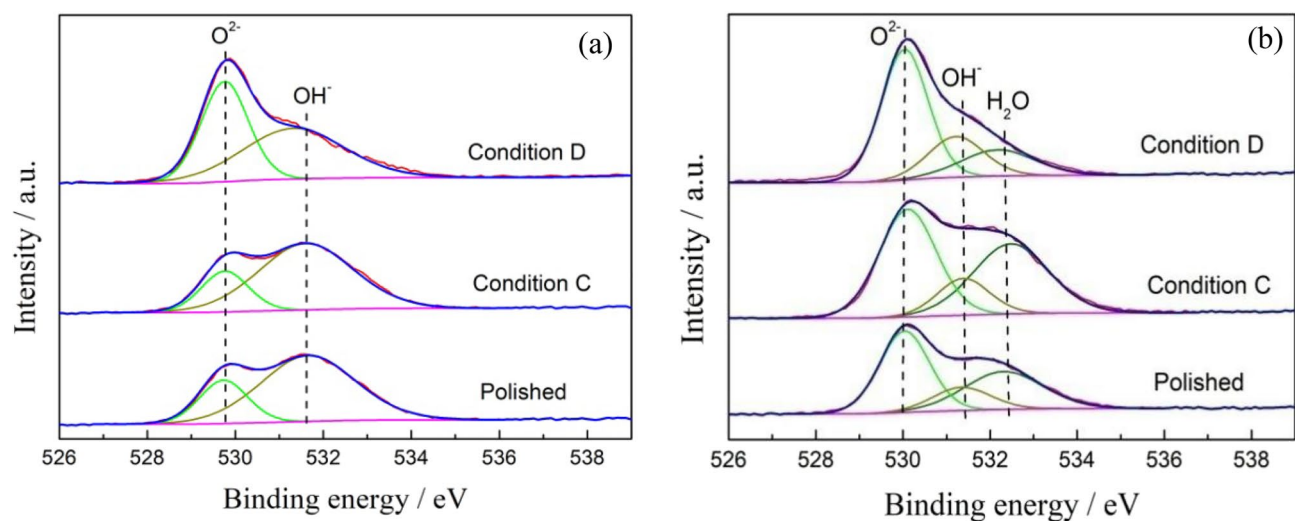 (a)
O²⁻
OH⁻
Condition D
Condition C
Polished
Intensity / a.u.
526 528 530 532 534 536 538
Binding energy / eV
(b)
O²⁻
OH⁻
H₂O
Condition D
Condition C
Polished
Intensity / a.u.
526 528 530 532 534 536 538
Binding energy / eV